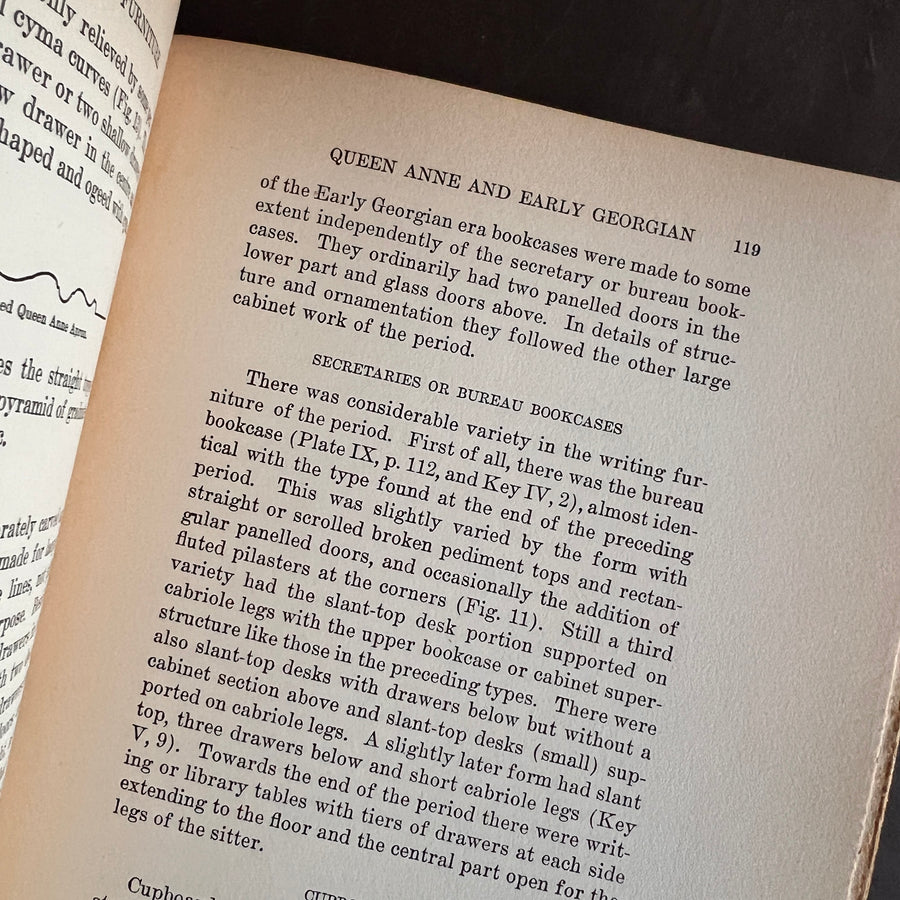 FURNITURE
relieved by
cyma curves (Fig.
or two shallow
drawer in the
and ogeed with
Queen Anne Apron.
the straight
pyramid of
carved
made for
lines,
QUEEN ANNE AND EARLY GEORGIAN 119
of the Early Georgian era bookcases were made to some
extent independently of the secretary or bureau book-
cases. They ordinarily had two panelled doors in the
lower part and glass doors above. In details of struc-
ture and ornamentation they followed the other large
cabinet work of the period.
SECRETARIES OR BUREAU BOOKCASES
There was considerable variety in the writing fur-
niture of the period. First of all, there was the bureau
bookcase (Plate IX, p. 112, and Key IV, 2), almost iden-
tical with the type found at the end of the preceding
period. This was slightly varied by the form with
straight or scrolled broken pediment tops and rectan-
gular panelled doors, and occasionally the addition of
fluted pilasters at the corners (Fig. 11). Still a third
variety had the slant-top desk portion supported on
cabriole legs with the upper bookcase or cabinet super-
structure like those in the preceding types. There were
also slant-top desks with drawers below but without a
cabinet section above and slant-top desks (small) sup-
ported on cabriole legs. A slightly later form had slant
top, three drawers below and short cabriole legs (Key
V, 9). Towards the end of the period there were writ-
ing or library tables with tiers of drawers at each side
extending to the floor and the central part open for the
legs of the sitter.